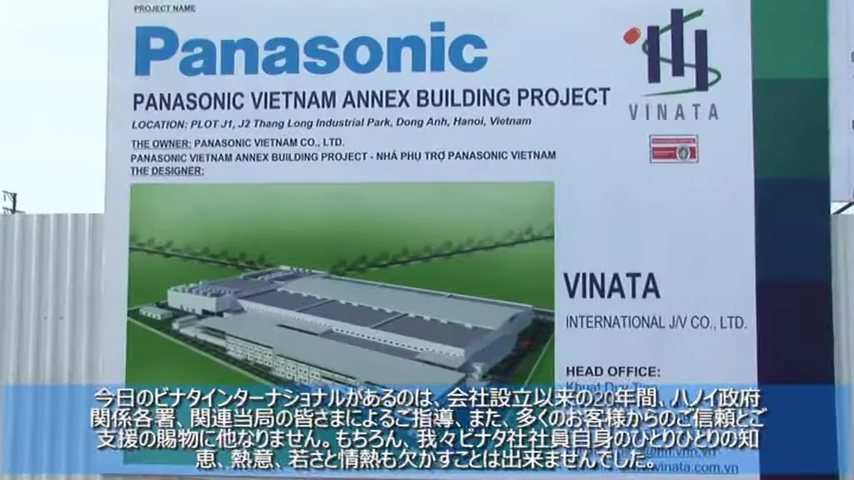 PROJECT NAME
Panasonic
PANASONIC VIETNAM ANNEX BUILDING PROJECT
LOCATION: PLOT J1, J2 Thang Long Industrial Park, Dong Anh, Hanoi, Vietnam
THE OWNER: PANASONIC VIETNAM CO., LTD.
PANASONIC VIETNAM ANNEX BUILDING PROJECT - NHÀ PHỤ TRỢ PANASONIC VIETNAM
THE DESIGNER:
VINATA
VINATA
INTERNATIONAL J/V CO., LTD.
HEAD OFFICE:
今日のビナタインターナショナルがあるのは、会社設立以来の20年間、ハノイ政府
関係各署、関連当局の皆さまによるご指導、また、多くのお客様からのご信頼とご
支援の賜物に他なりません。もちろん、我々ビナタ社社員自身のひとりひとりの知
恵、熱意、若さと情熱も欠かすことは出来ませんでした。